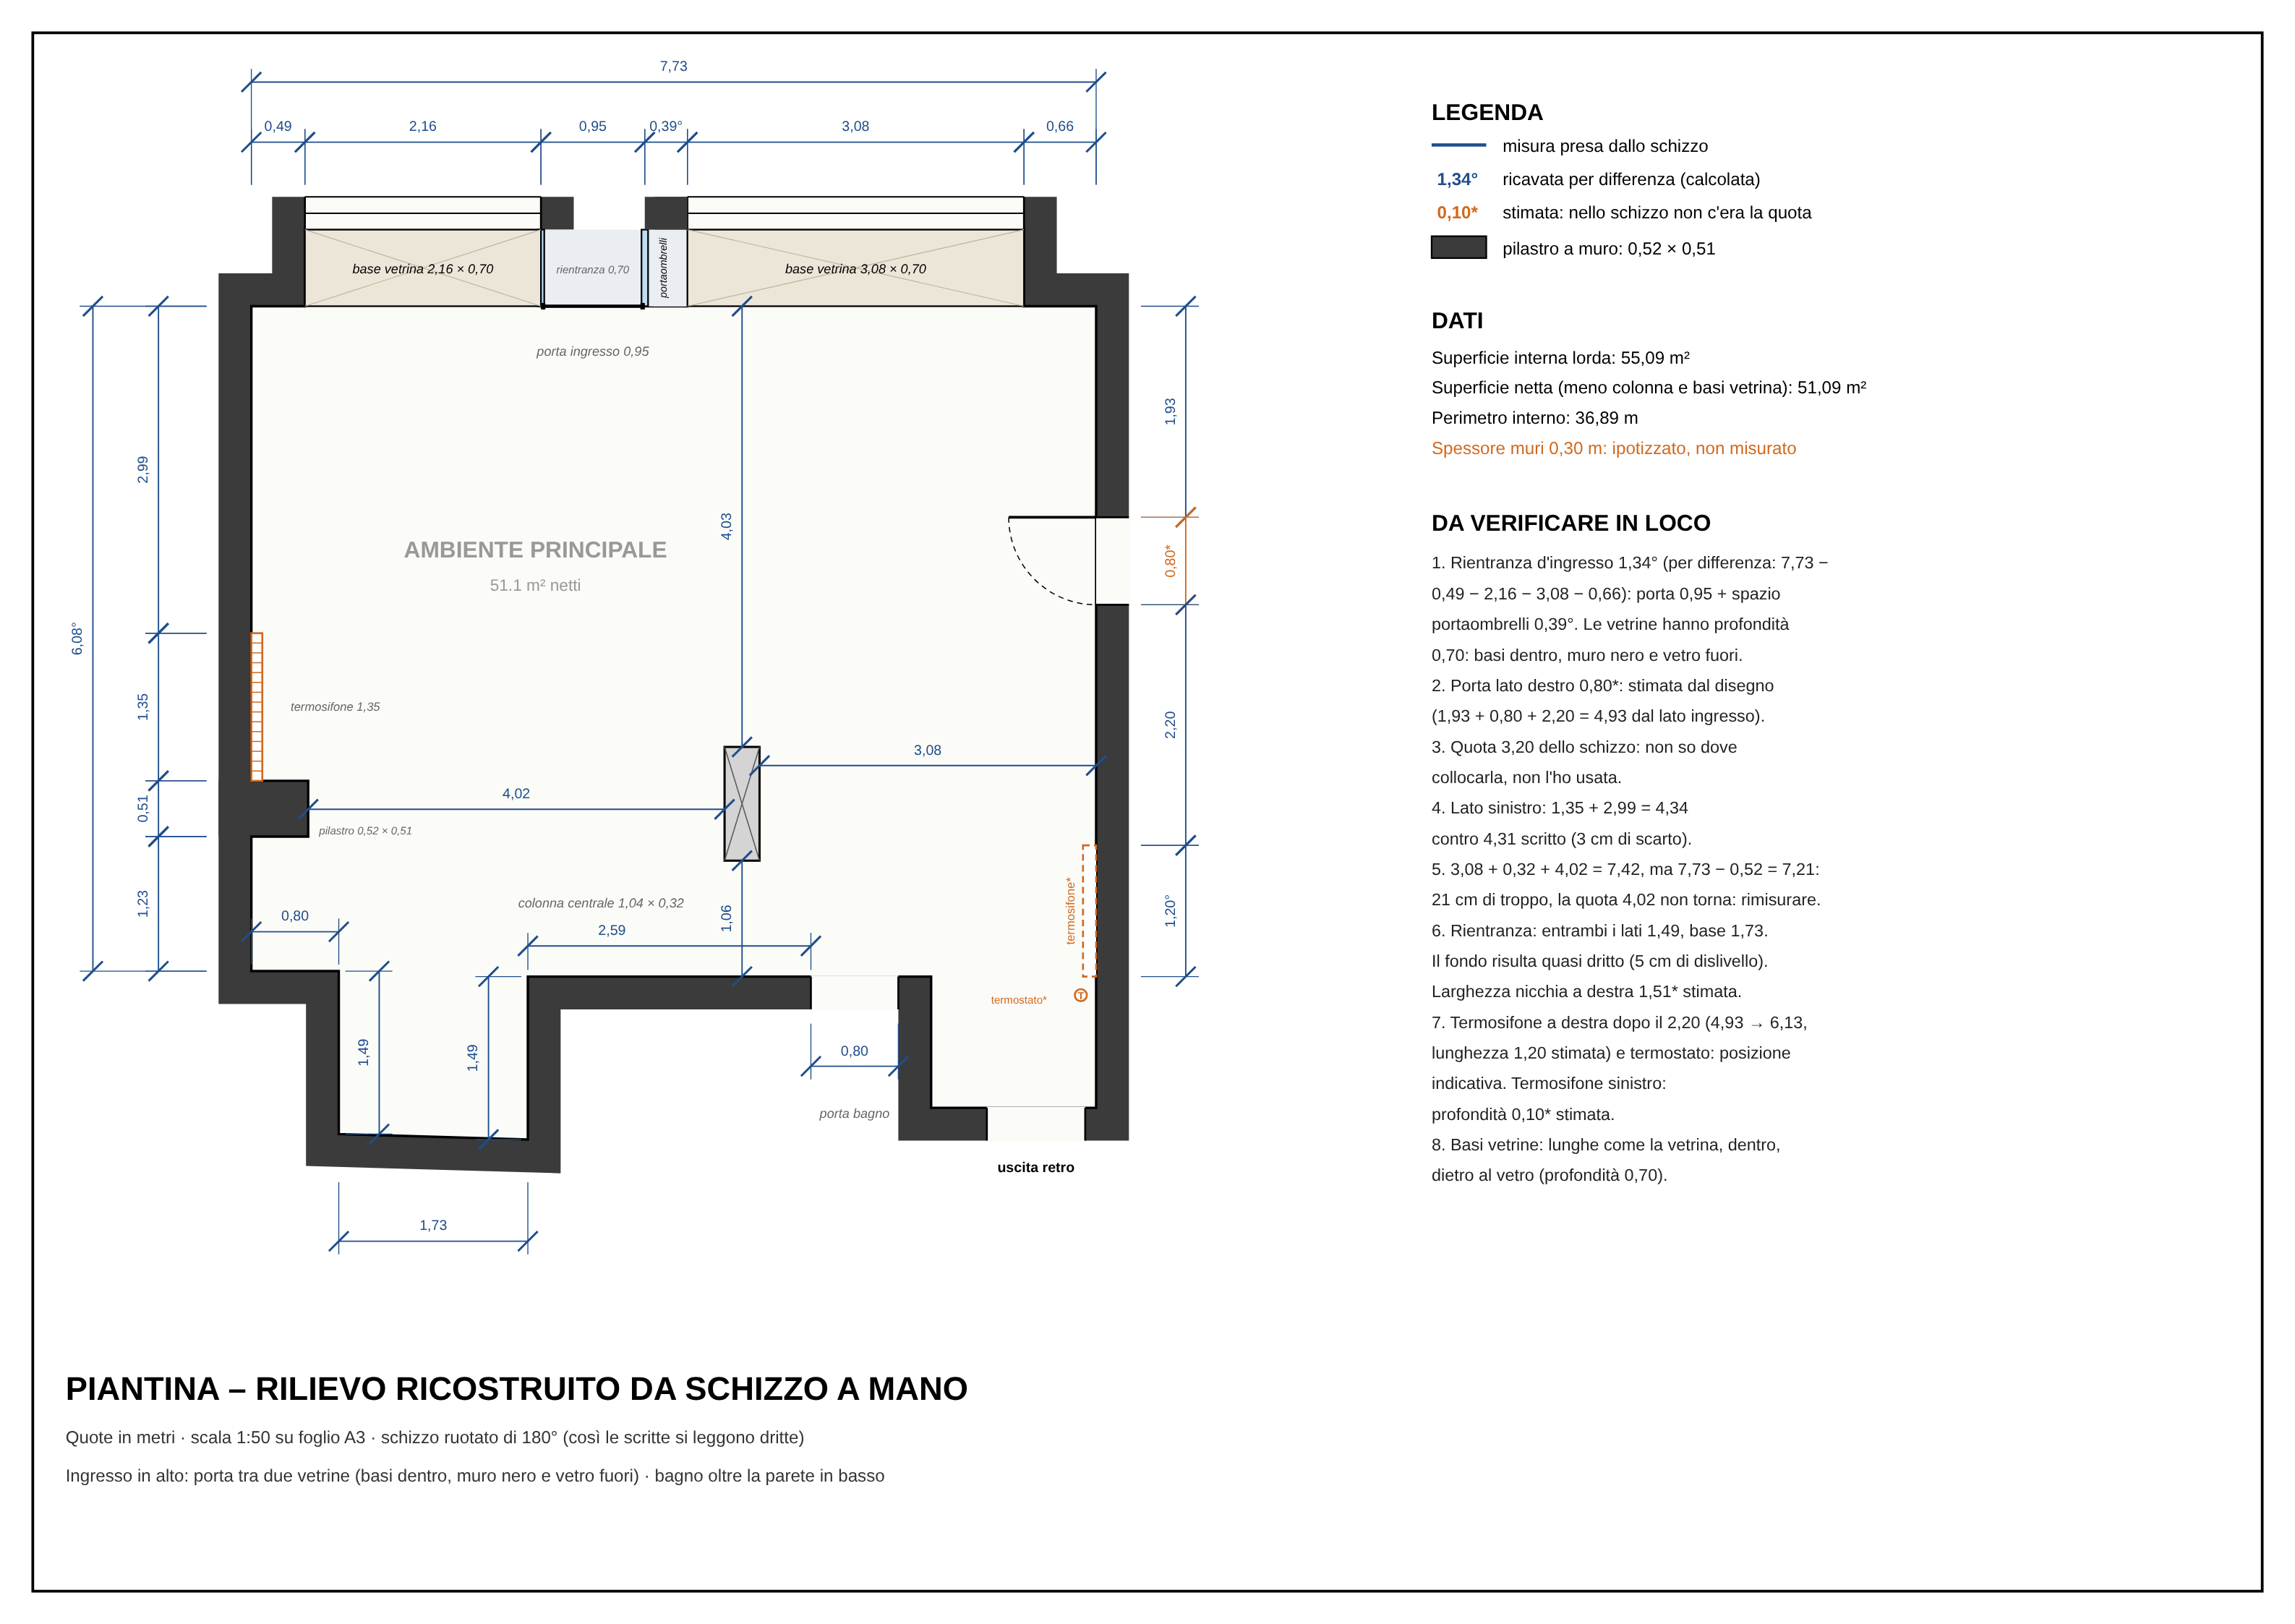 7,73
0,49
2,16
0,95
0,39°
3,08
0,66
base vetrina 2,16 × 0,70
rientranza 0,70
portaombrelli
base vetrina 3,08 × 0,70
porta ingresso 0,95
2,99
1,93
4,03
AMBIENTE PRINCIPALE
51.1 m² netti
0,80*
6,08°
1,35
termosifone 1,35
2,20
3,08
4,02
0,51
pilastro 0,52 × 0,51
1,23
colonna centrale 1,04 × 0,32
0,80
2,59
1,06
termosifone*
1,20°
termostato*
T
1,49
1,49
0,80
porta bagno
uscita retro
1,73
LEGENDA
misura presa dallo schizzo
1,34° ricavata per differenza (calcolata)
0,10* stimata: nello schizzo non c'era la quota
pilastro a muro: 0,52 × 0,51
DATI
Superficie interna lorda: 55,09 m²
Superficie netta (meno colonna e basi vetrina): 51,09 m²
Perimetro interno: 36,89 m
Spessore muri 0,30 m: ipotizzato, non misurato
DA VERIFICARE IN LOCO
1. Rientranza d'ingresso 1,34° (per differenza: 7,73 −
0,49 − 2,16 − 3,08 − 0,66): porta 0,95 + spazio
portaombrelli 0,39°. Le vetrine hanno profondità
0,70: basi dentro, muro nero e vetro fuori.
2. Porta lato destro 0,80*: stimata dal disegno
(1,93 + 0,80 + 2,20 = 4,93 dal lato ingresso).
3. Quota 3,20 dello schizzo: non so dove
collocarla, non l'ho usata.
4. Lato sinistro: 1,35 + 2,99 = 4,34
contro 4,31 scritto (3 cm di scarto).
5. 3,08 + 0,32 + 4,02 = 7,42, ma 7,73 − 0,52 = 7,21:
21 cm di troppo, la quota 4,02 non torna: rimisurare.
6. Rientranza: entrambi i lati 1,49, base 1,73.
Il fondo risulta quasi dritto (5 cm di dislivello).
Larghezza nicchia a destra 1,51* stimata.
7. Termosifone a destra dopo il 2,20 (4,93 → 6,13,
lunghezza 1,20 stimata) e termostato: posizione
indicativa. Termosifone sinistro:
profondità 0,10* stimata.
8. Basi vetrine: lunghe come la vetrina, dentro,
dietro al vetro (profondità 0,70).
PIANTINA – RILIEVO RICOSTRUITO DA SCHIZZO A MANO
Quote in metri · scala 1:50 su foglio A3 · schizzo ruotato di 180° (così le scritte si leggono dritte)
Ingresso in alto: porta tra due vetrine (basi dentro, muro nero e vetro fuori) · bagno oltre la parete in basso